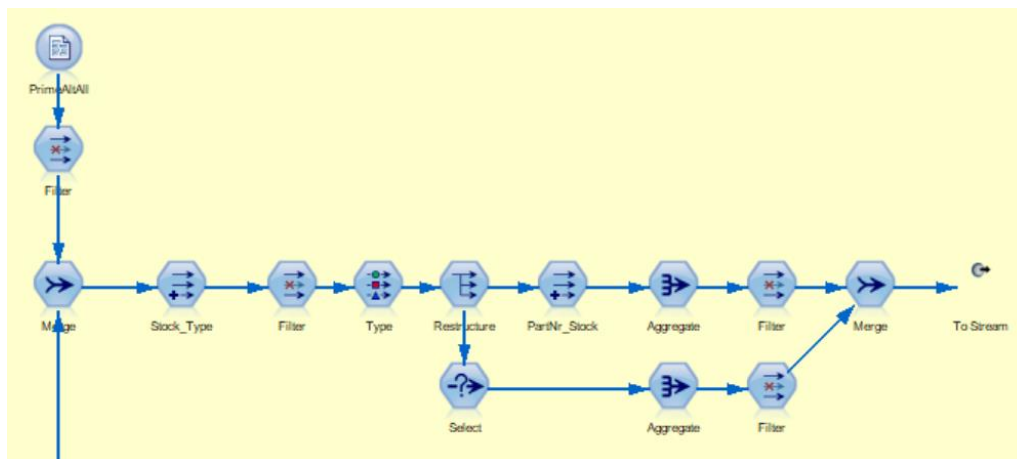 PrimeAltAll
Filter
Merge
Stock_Type
Filter
Type
Restructure
PartNr_Stock
Aggregate
Filter
Merge
To Stream
Select
Aggregate
Filter